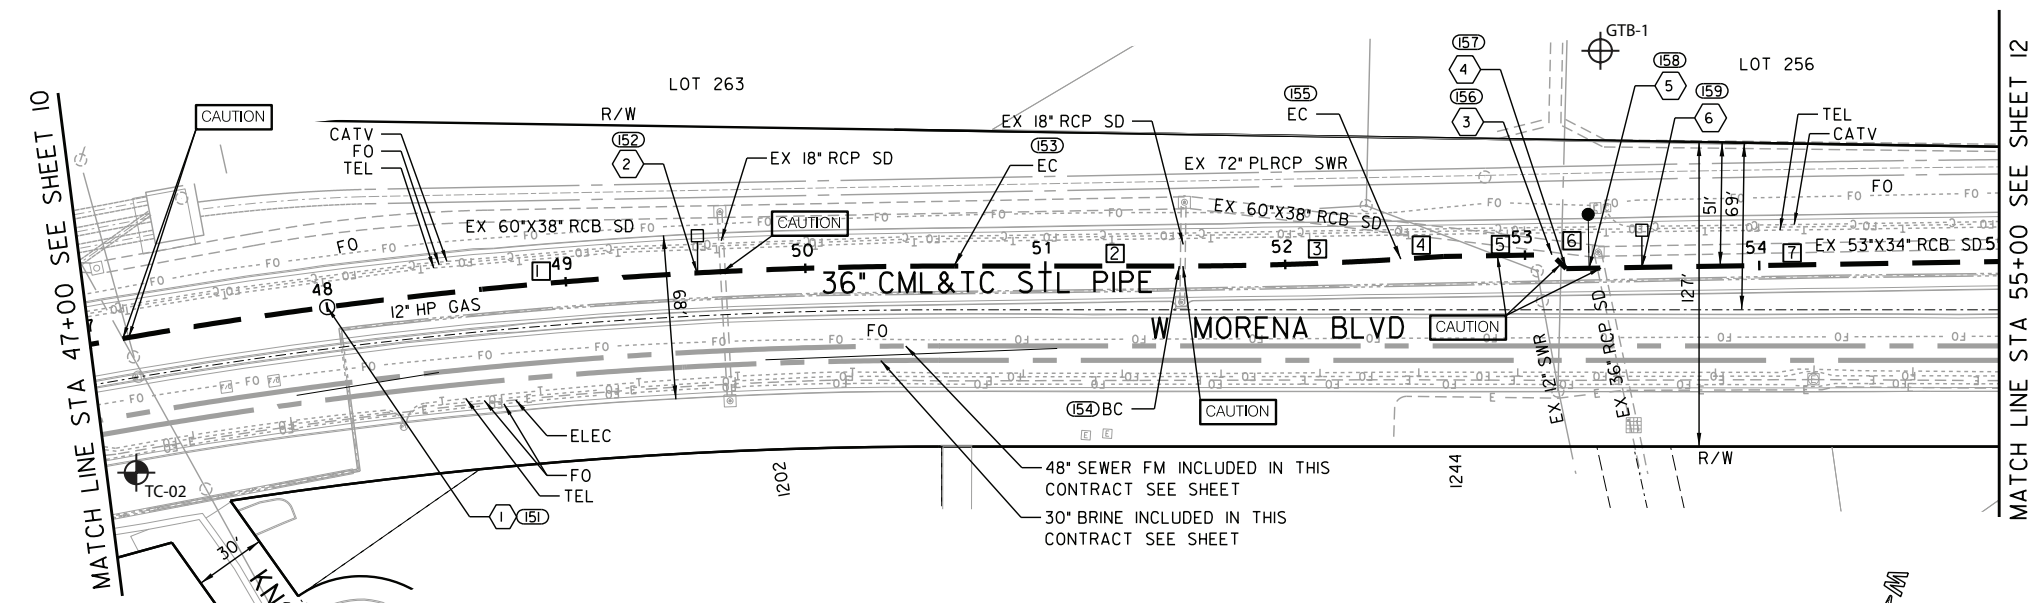 MATCH LINE STA 47+00 SEE SHEET 10
CAUTION
LOT 263
R/W
CATV
FO
TEL
152
2
EX 18" RCP SD
153
EC
EX 18" RCP SD
EX 72" PLRCP SWR
155
EC
157
4
156
3
GTB-1
158
5
159
6
LOT 256
TEL
CATV
MATCH LINE STA 55+00 SEE SHEET 12
FO
EX 60"X38" RCB SD
CAUTION
EX 60"X38" RCB SD
FO
51'
69'
127'
48
1
49
50
51
2
52
3
4
5
53
6
54
7
EX 53"X34" RCB SD
12" HP GAS
36" CML&TC STL PIPE
68'
FO
W MORENA BLVD
CAUTION
EX 12" SWR
EX 36" RCP SD
154 BC
CAUTION
TC-02
ELEC
FO
TEL
1 151
1202
1244
R/W
48" SEWER FM INCLUDED IN THIS
CONTRACT SEE SHEET
30" BRINE INCLUDED IN THIS
CONTRACT SEE SHEET
30'